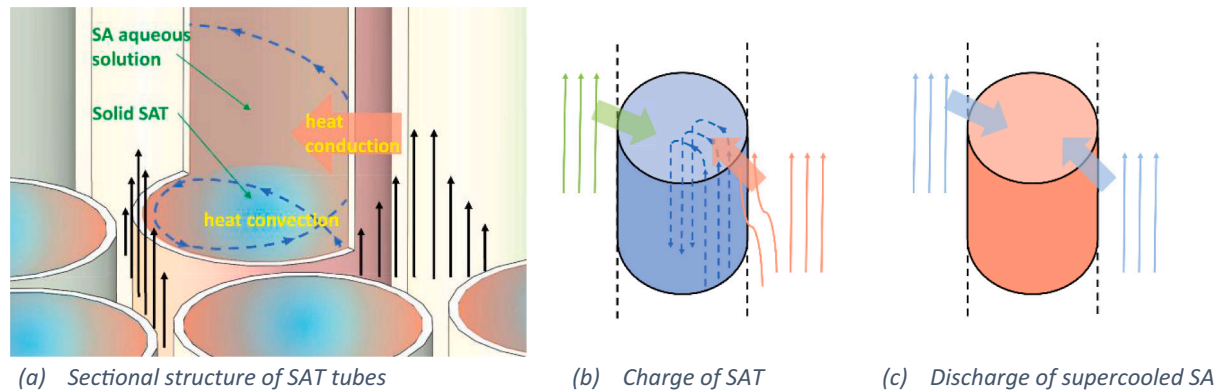 SA aqueous
solution
Solid SAT
heat
conduction
heat convection
(a) Sectional structure of SAT tubes
(b) Charge of SAT
(c) Discharge of supercooled SA